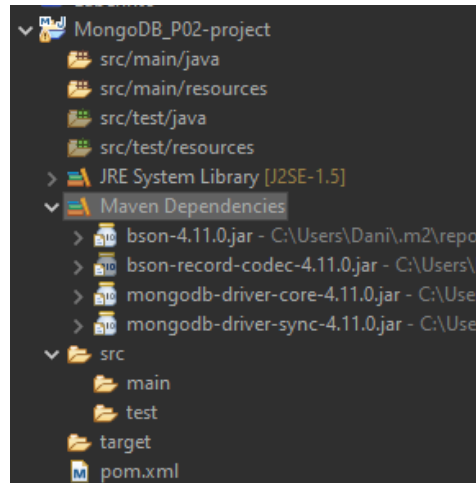 MongoDB_P02-project
src/main/java
src/main/resources
src/test/java
src/test/resources
JRE System Library [J2SE-1.5]
Maven Dependencies
bson-4.11.0.jar - C:\Users\Dani\.m2\repo
bson-record-codec-4.11.0.jar - C:\Users\
mongodb-driver-core-4.11.0.jar - C:\Use
mongodb-driver-sync-4.11.0.jar - C:\Use
src
main
test
target
pom.xml